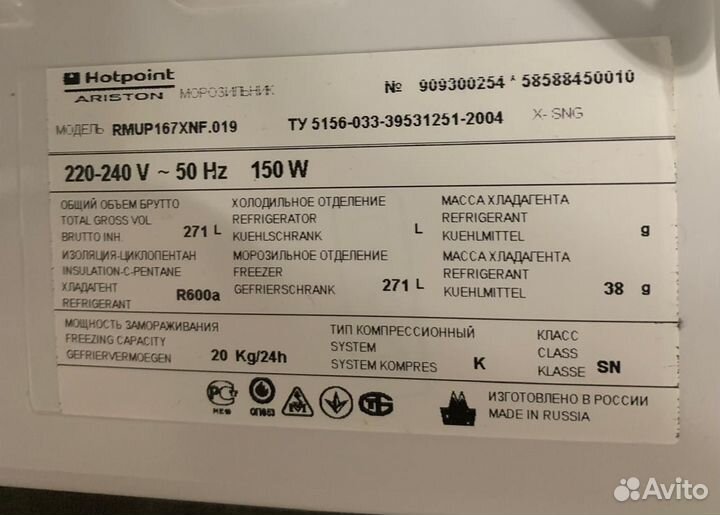 Hotpoint
ARISTON МОРОЗИЛЬНИК № 909300254 * 58588450010
МОДЕЛЬ RMUP167XNF.019 ТУ 5156-033-39531251-2004 X- SNG
220-240 V ~ 50 Hz 150 W
ОБЩИЙ ОБЪЕМ БРУТТО
TOTAL GROSS VOL
BRUTTO INH. 271 L
ХОЛОДИЛЬНОЕ ОТДЕЛЕНИЕ
REFRIGERATOR
KUEHLSCHRANK L
МАССА ХЛАДАГЕНТА
REFRIGERANT
KUEHLMITTEL g
ИЗОЛЯЦИЯ-ЦИКЛОПЕНТАН
INSULATION-C-PENTANE
ХЛАДАГЕНТ
REFRIGERANT R600a
МОРОЗИЛЬНОЕ ОТДЕЛЕНИЕ
FREEZER
GEFRIERSCHRANK 271 L
МАССА ХЛАДАГЕНТА
REFRIGERANT
KUEHLMITTEL 38 g
МОЩНОСТЬ ЗАМОРАЖИВАНИЯ
FREEZING CAPACITY
GEFRIERVERMOEGEN 20 Kg/24h
ТИП КОМПРЕССИОННЫЙ
SYSTEM
SYSTEM KOMPRES K
КЛАСС
CLASS
KLASSE SN
ИЗГОТОВЛЕНО В РОССИИ
MADE IN RUSSIA
Avito